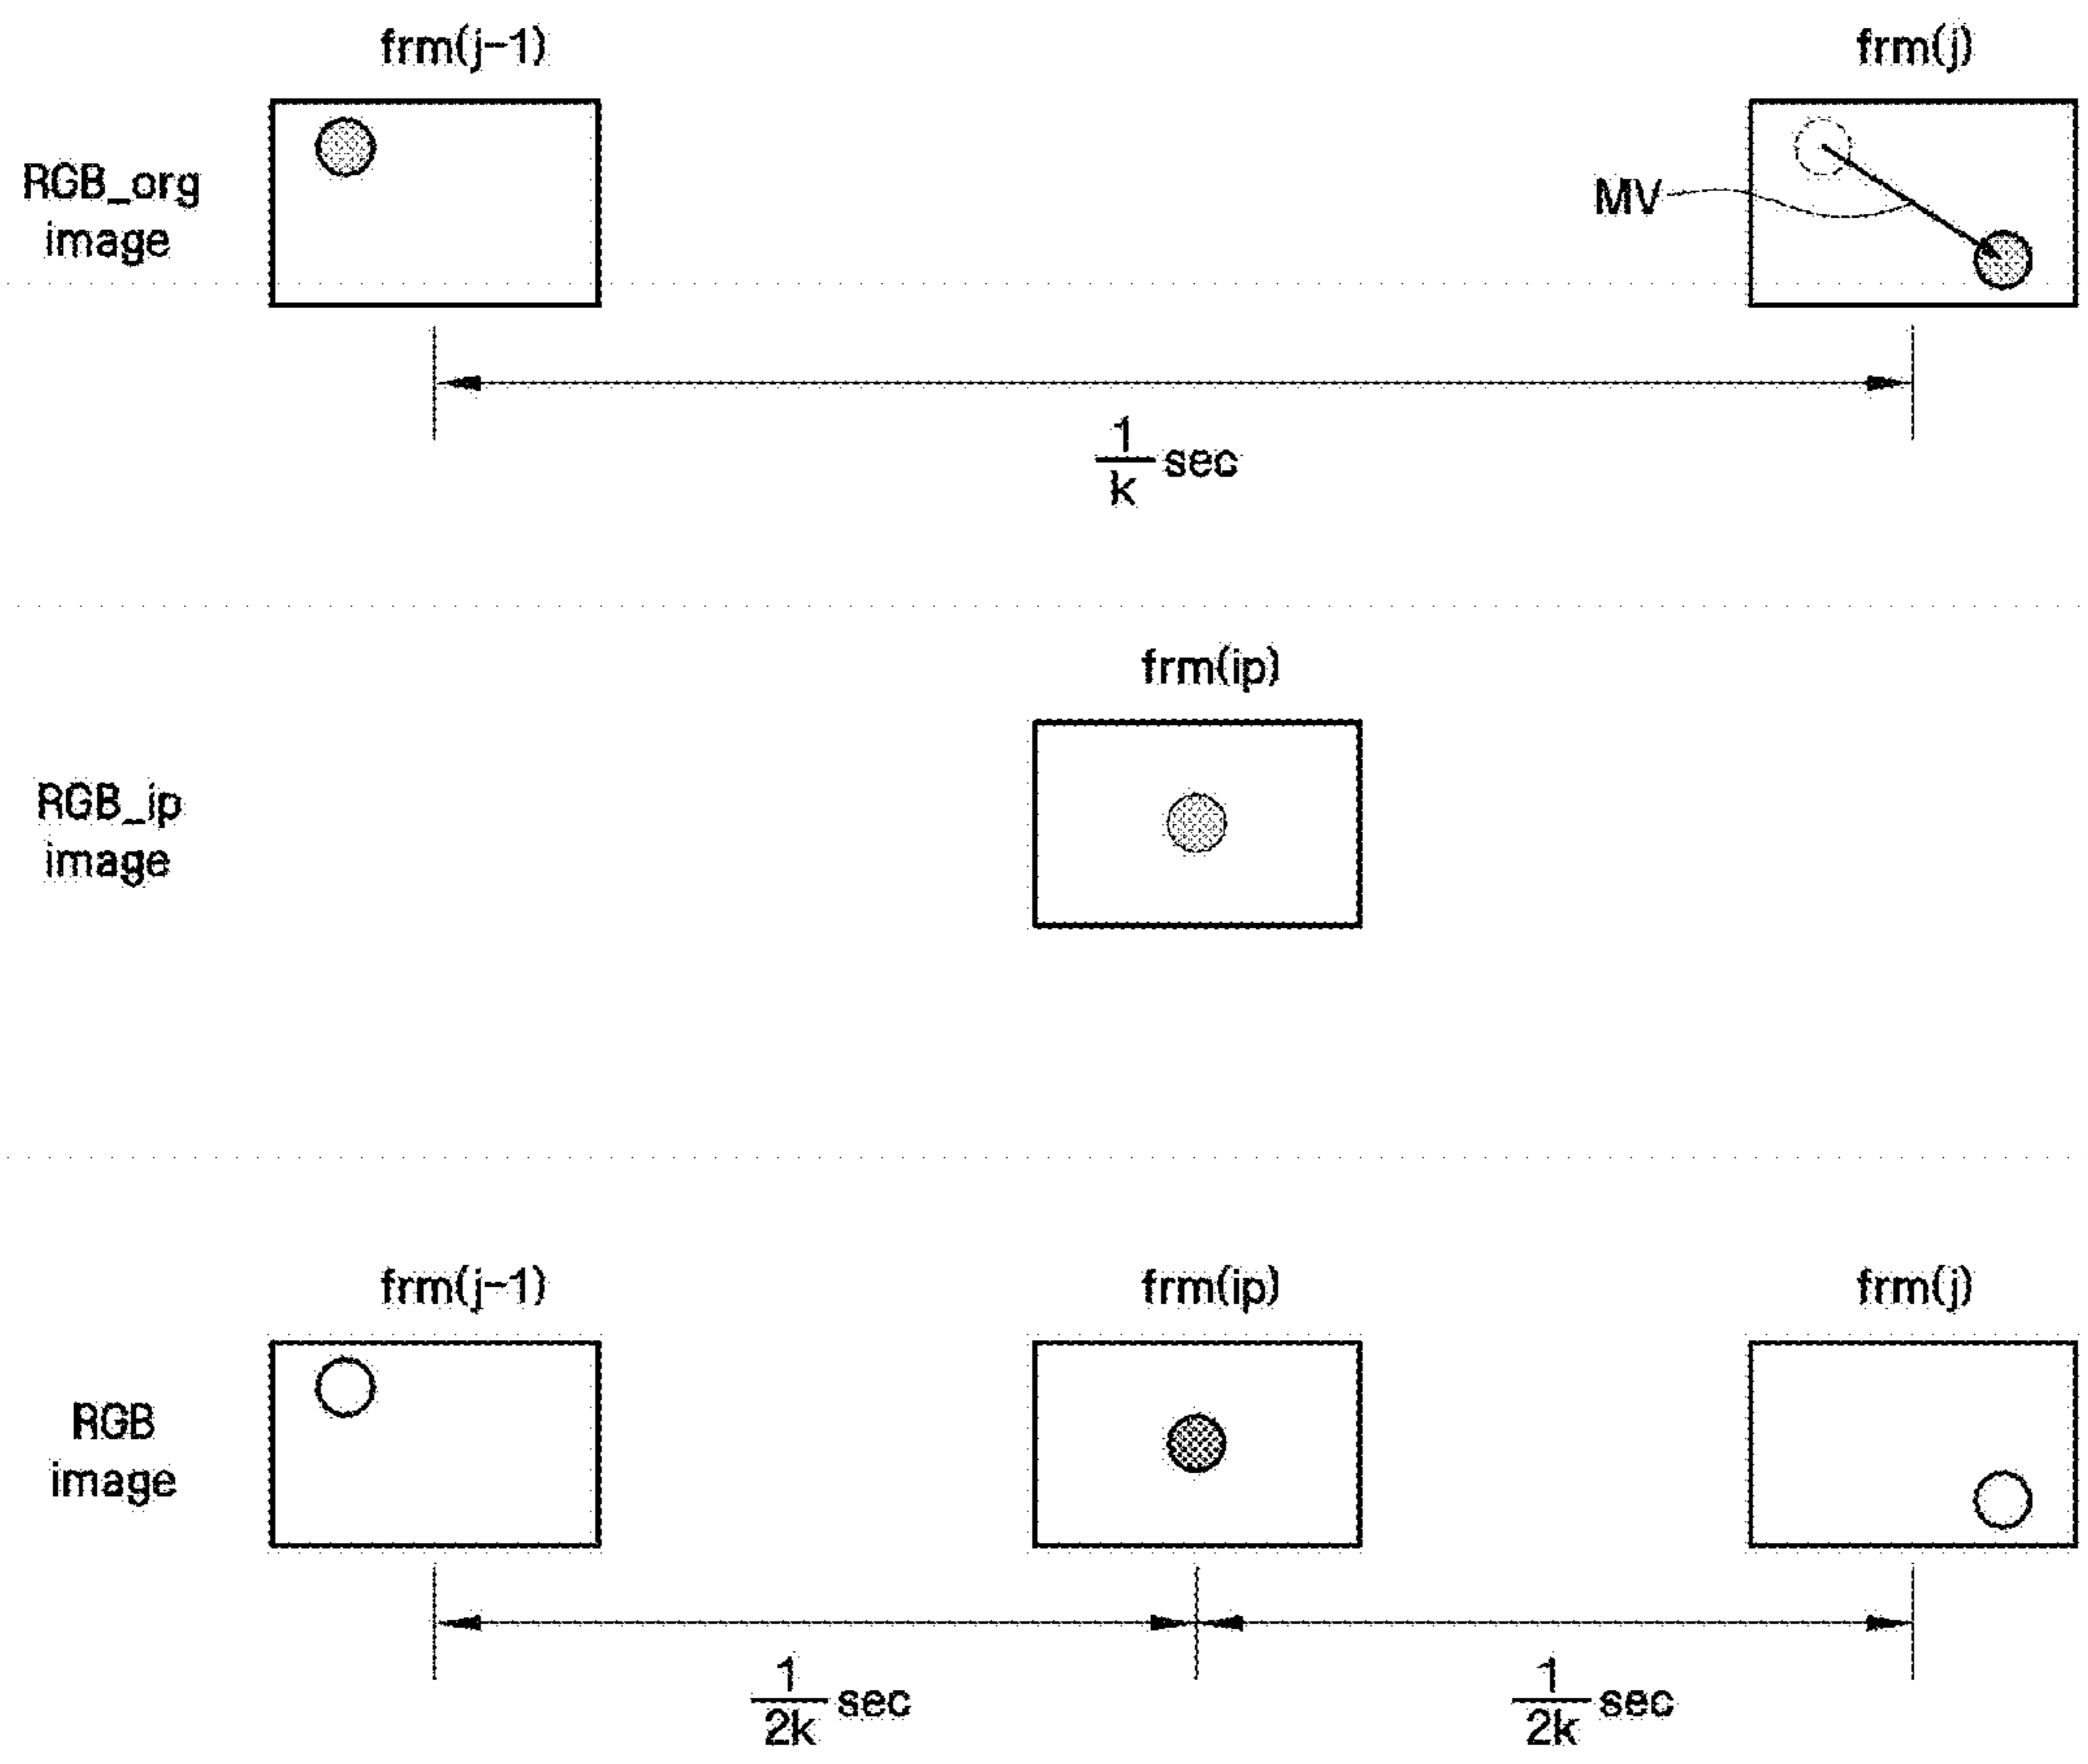 frm(j-1)
frm(j)
RGB_org
image
MV
1
k
sec
frm(ip)
RGB_ip
image
frm(j-1)
frm(ip)
frm(j)
RGB
image
1
2k
sec
1
2k
sec